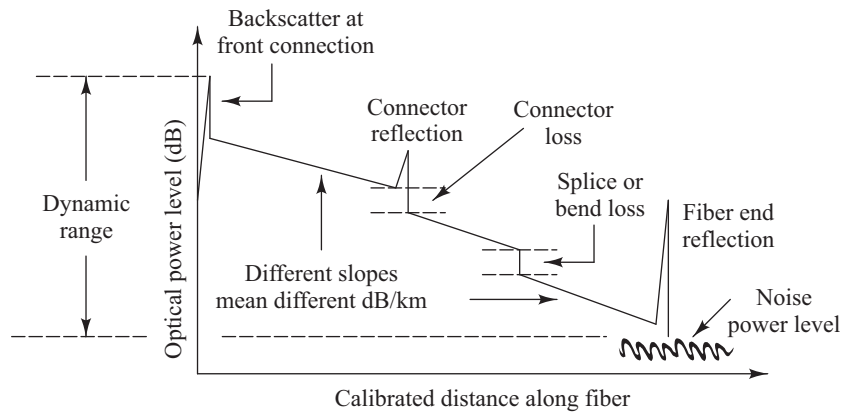 Backscatter at
front connection
Connector
reflection
Connector
loss
Splice or
bend loss
Fiber end
reflection
Dynamic
range
Optical power level (dB)
Different slopes
mean different dB/km
Noise
power level
Calibrated distance along fiber